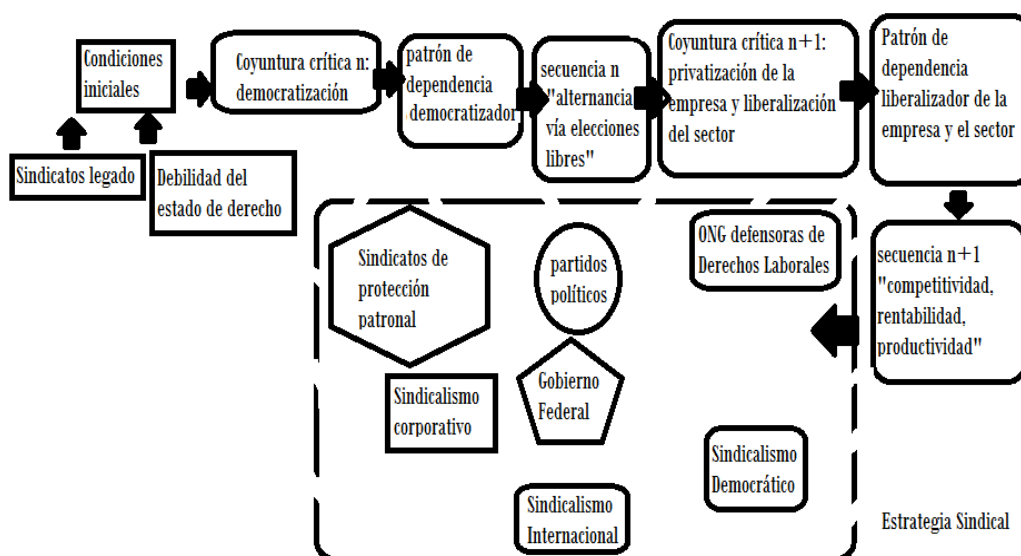 Condiciones
iniciales
Sindicatos legado
Debilidad del
estado de derecho
Coyuntura crítica n:
democratización
patrón de
dependencia
democratizador
secuencia n
"alternancia
vía elecciones
libres"
Coyuntura crítica n+1:
privatización de la
empresa y liberalización
del sector
Patrón de
dependencia
liberalizador de la
empresa y el sector
secuencia n+1
"competitividad,
rentabilidad,
productividad"
Sindicatos de
protección
patronal
partidos
políticos
ONG defensoras de
Derechos Laborales
Sindicalismo
corporativo
Gobierno
Federal
Sindicalismo
Democrático
Sindicalismo
Internacional
Estrategia Sindical